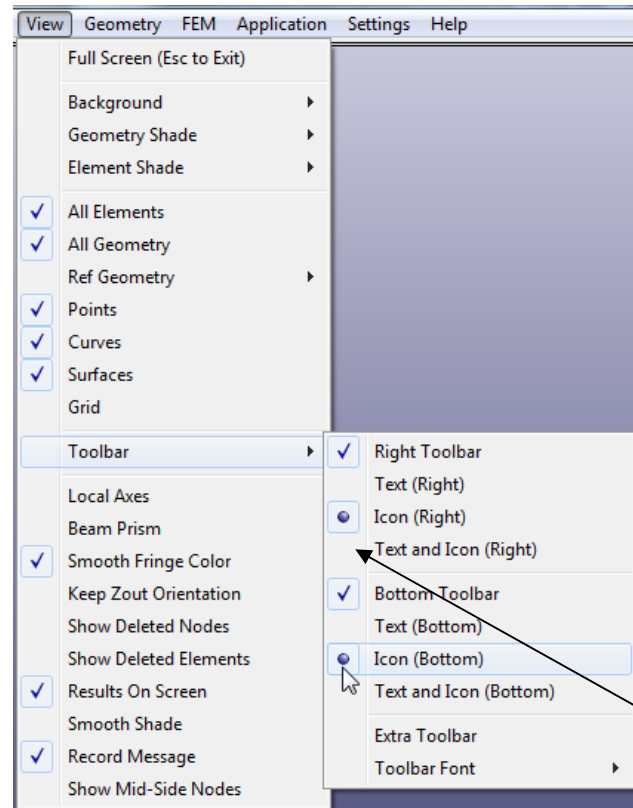 View Geometry FEM Application Settings Help
Full Screen (Esc to Exit)
Background
Geometry Shade
Element Shade
All Elements
All Geometry
Ref Geometry
Points
Curves
Surfaces
Grid
Toolbar
Local Axes
Beam Prism
Smooth Fringe Color
Keep Zout Orientation
Show Deleted Nodes
Show Deleted Elements
Results On Screen
Smooth Shade
Record Message
Show Mid-Side Nodes
Right Toolbar
Text (Right)
Icon (Right)
Text and Icon (Right)
Bottom Toolbar
Text (Bottom)
Icon (Bottom)
Text and Icon (Bottom)
Extra Toolbar
Toolbar Font